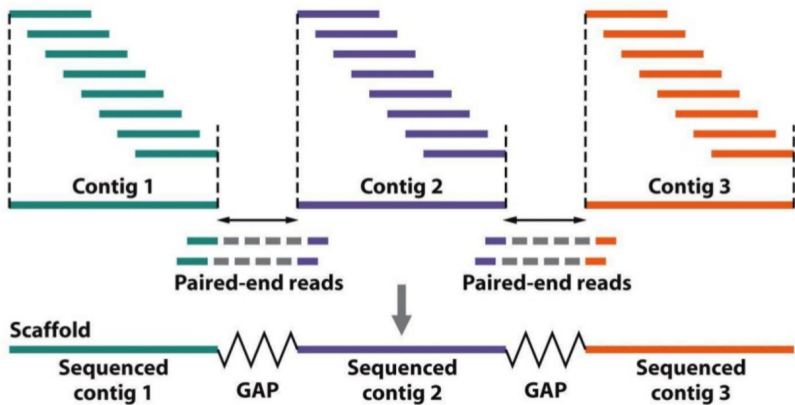 Contig 1
Contig 2
Contig 3
Paired-end reads
Paired-end reads
Scaffold
Sequenced
contig 1
GAP
Sequenced
contig 2
GAP
Sequenced
contig 3